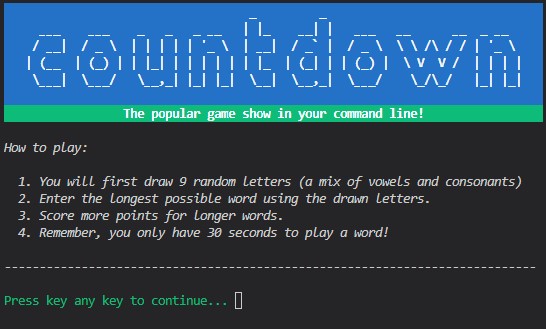 countdown
The popular game show in your command line!
How to play:
1. You will first draw 9 random letters (a mix of vowels and consonants)
2. Enter the longest possible word using the drawn letters.
3. Score more points for longer words.
4. Remember, you only have 30 seconds to play a word!
Press key any key to continue...